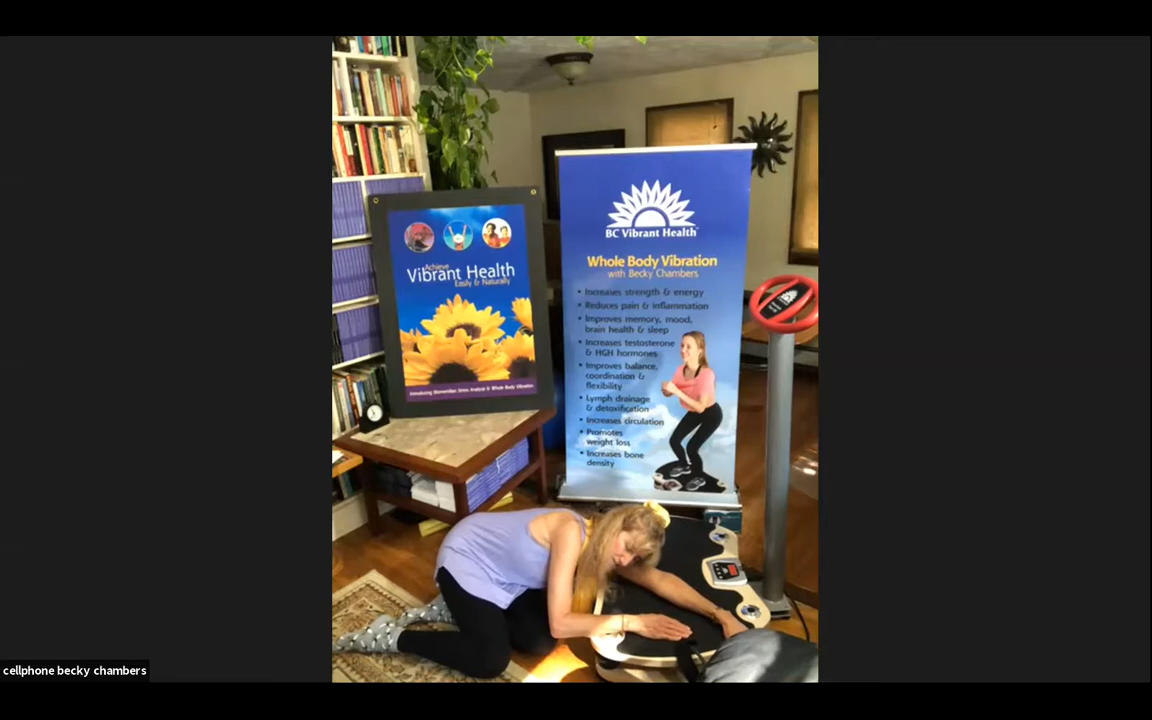 Achieve
Vibrant Health
Easily & Naturally
BC Vibrant Health
Whole Body Vibration
with Becky Chambers
• Increases strength & energy
• Reduces pain & inflammation
• Improves memory, mood,
brain health & sleep
• Increases testosterone
& HGH hormones
• Improves balance,
coordination &
flexibility
• Lymph drainage
& detoxification
• Increases circulation
• Promotes
weight loss
• Increases bone
density
cellphone becky chambers